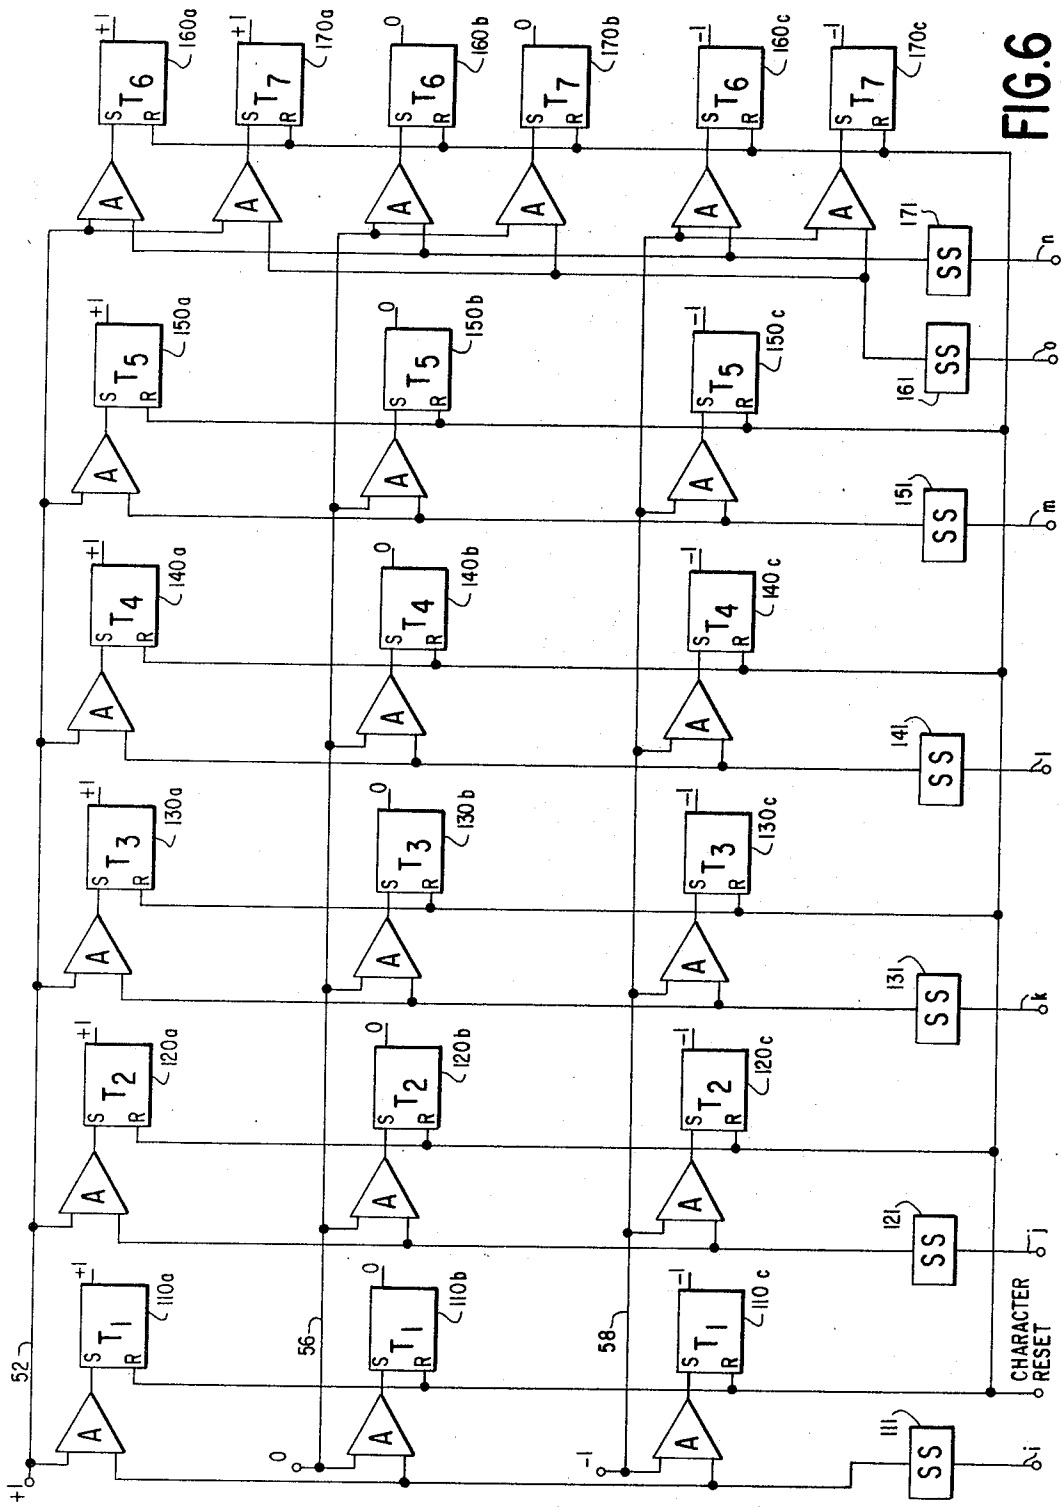 +1
52
A
S
R
T1
+1
110a
A
S
R
T2
+1
120a
A
S
R
T3
+1
130a
A
S
R
T4
+1
140a
A
S
R
T5
+1
150a
A
S
R
T6
+1
160a
A
S
R
T7
+1
170a
0
56
A
S
R
T1
0
110b
A
S
R
T2
0
120b
A
S
R
T3
0
130b
A
S
R
T4
0
140b
A
S
R
T5
0
150b
A
S
R
T6
0
160b
A
S
R
T7
0
170b
-1
58
A
S
R
T1
-1
110c
A
S
R
T2
-1
120c
A
S
R
T3
-1
130c
A
S
R
T4
-1
140c
A
S
R
T5
-1
150c
A
S
R
T6
-1
160c
A
S
R
T7
-1
170c
111
SS
i
CHARACTER
RESET
121
SS
j
131
SS
k
141
SS
l
151
SS
m
161
SS
o
171
SS
n
FIG.6